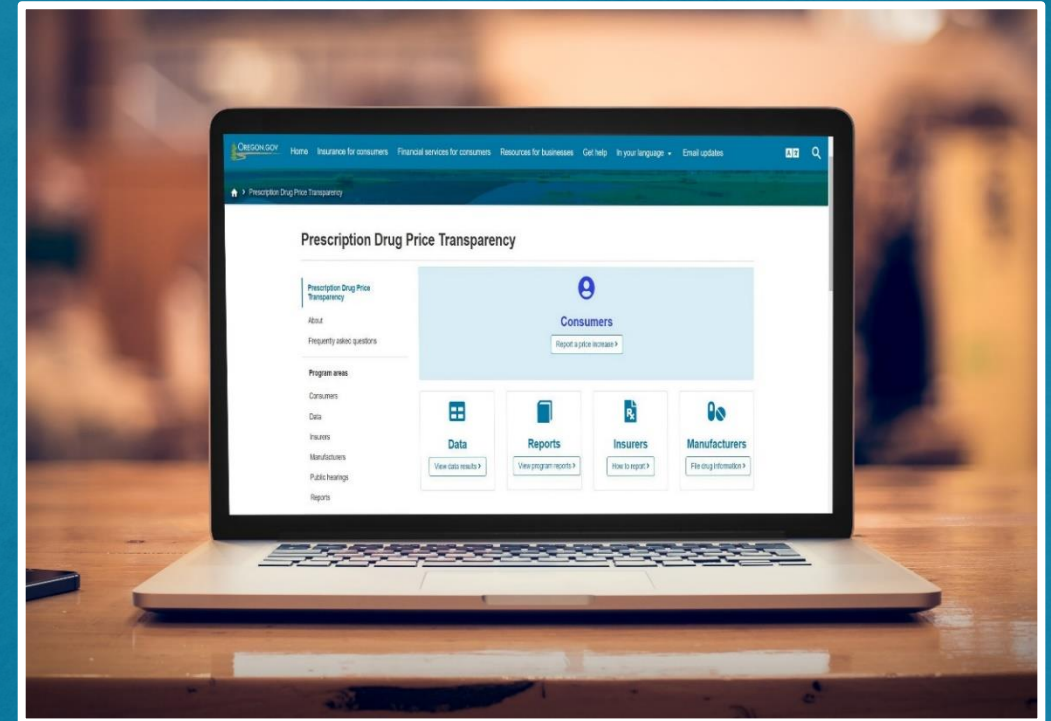 OREGON.GOV Home Insurance for consumers Financial services for consumers Resources for businesses Get help In your language Email updates
Prescription Drug Price Transparency
Prescription Drug Price Transparency
Prescription Drug Price
Transparency
About
Frequently asked questions
Program areas
Consumers
Data
Insurers
Manufacturers
Public hearings
Reports
Consumers
Report a price increase >
Data
View data results >
Reports
View program reports >
Rx
Insurers
How to report >
Manufacturers
File drug information >